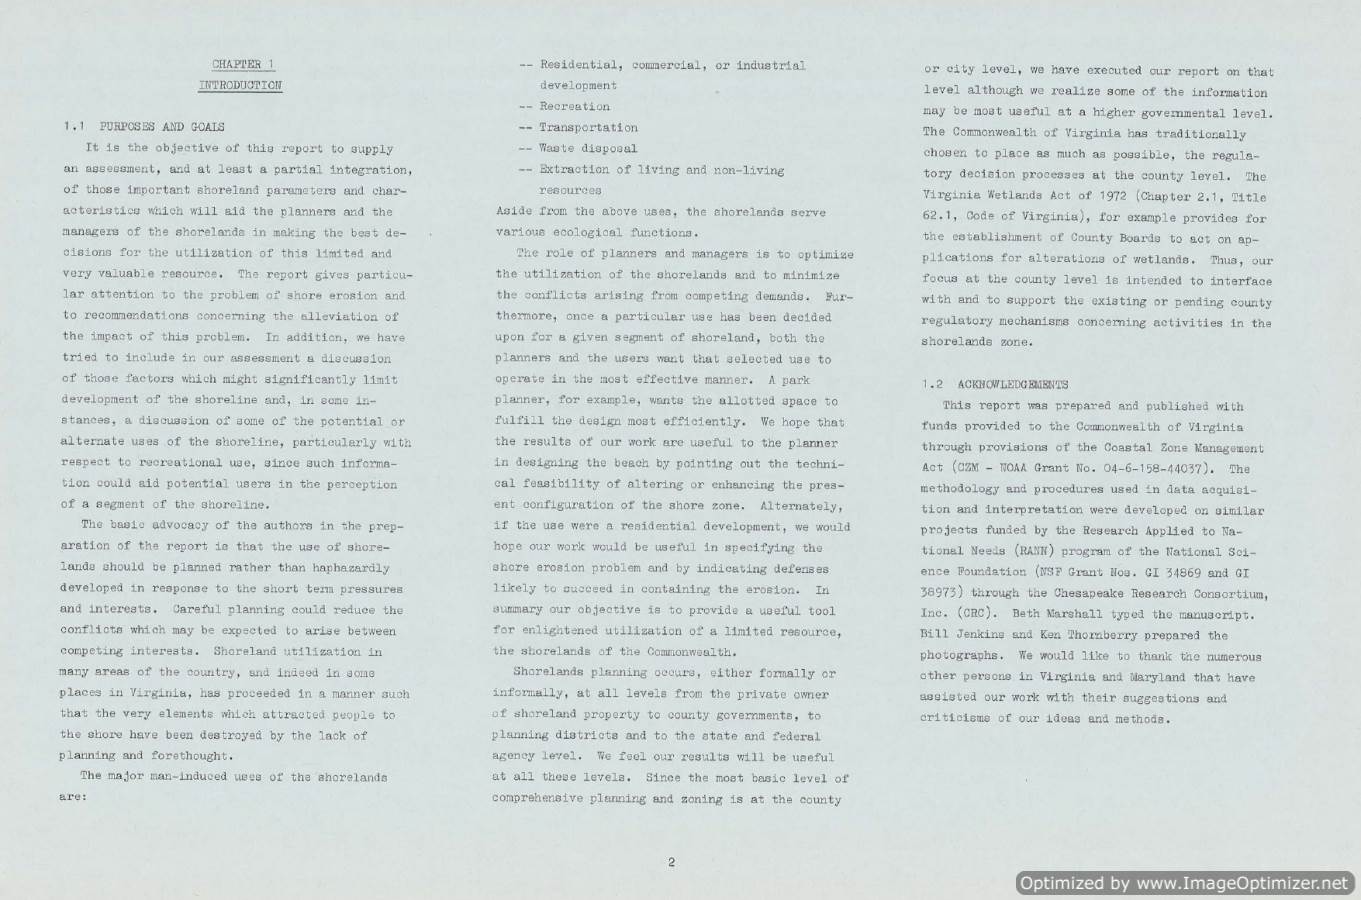 CHAPTER 1
INTRODUCTION
1.1 PURPOSES AND GOALS
It is the objective of this report to supply
an assessment, and at least a partial integration,
of those important shoreland parameters and char-
acteristics which will aid the planners and the
managers of the shorelands in making the best de-
cisions for the utilization of this limited and
very valuable resource. The report gives particu-
lar attention to the problem of shore erosion and
to recommendations concerning the alleviation of
the impact of this problem. In addition, we have
tried to include in our assessment a discussion
of those factors which might significantly limit
development of the shoreline and, in some in-
stances, a discussion of some of the potential or
alternate uses of the shoreline, particularly with
respect to recreational use, since such informa-
tion could aid potential users in the perception
of a segment of the shoreline.
The basic advocacy of the authors in the prep-
aration of the report is that the use of shore-
lands should be planned rather than haphazardly
developed in response to the short term pressures
and interests. Careful planning could reduce the
conflicts which may be expected to arise between
competing interests. Shoreland utilization in
many areas of the country, and indeed in some
places in Virginia, has proceeded in a manner such
that the very elements which attracted people to
the shore have been destroyed by the lack of
planning and forethought.
The major man-induced uses of the shorelands
are:
-- Residential, commercial, or industrial
development
-- Recreation
-- Transportation
-- Waste disposal
-- Extraction of living and non-living
resources
Aside from the above uses, the shorelands serve
various ecological functions.
The role of planners and managers is to optimize
the utilization of the shorelands and to minimize
the conflicts arising from competing demands. Fur-
thermore, once a particular use has been decided
upon for a given segment of shoreland, both the
planners and the users want that selected use to
operate in the most effective manner. A park
planner, for example, wants the allotted space to
fulfill the design most efficiently. We hope that
the results of our work are useful to the planner
in designing the beach by pointing out the techni-
cal feasibility of altering or enhancing the pres-
ent configuration of the shore zone. Alternately,
if the use were a residential development, we would
hope our work would be useful in specifying the
shore erosion problem and by indicating defenses
likely to succeed in containing the erosion. In
summary our objective is to provide a useful tool
for enlightened utilization of a limited resource,
the shorelands of the Commonwealth.
Shorelands planning occurs, either formally or
informally, at all levels from the private owner
of shoreland property to county governments, to
planning districts and to the state and federal
agency level. We feel our results will be useful
at all these levels. Since the most basic level of
comprehensive planning and zoning is at the county
or city level, we have executed our report on that
level although we realize some of the information
may be most useful at a higher governmental level.
The Commonwealth of Virginia has traditionally
chosen to place as much as possible, the regula-
tory decision processes at the county level. The
Virginia Wetlands Act of 1972 (Chapter 2.1, Title
62.1, Code of Virginia), for example provides for
the establishment of County Boards to act on ap-
plications for alterations of wetlands. Thus, our
focus at the county level is intended to interface
with and to support the existing or pending county
regulatory mechanisms concerning activities in the
shorelands zone.
1.2 ACKNOWLEDGEMENTS
This report was prepared and published with
funds provided to the Commonwealth of Virginia
through provisions of the Coastal Zone Management
Act (CZM - NOAA Grant No. 04-6-158-44037). The
methodology and procedures used in data acquisi-
tion and interpretation were developed on similar
projects funded by the Research Applied to Na-
tional Needs (RANN) program of the National Sci-
ence Foundation (NSF Grant Nos. GI 34869 and GI
38973) through the Chesapeake Research Consortium,
Inc. (CRC). Beth Marshall typed the manuscript.
Bill Jenkins and Ken Thornberry prepared the
photographs. We would like to thank the numerous
other persons in Virginia and Maryland that have
assisted our work with their suggestions and
criticisms of our ideas and methods.
2
Optimized by www.ImageOptimizer.net